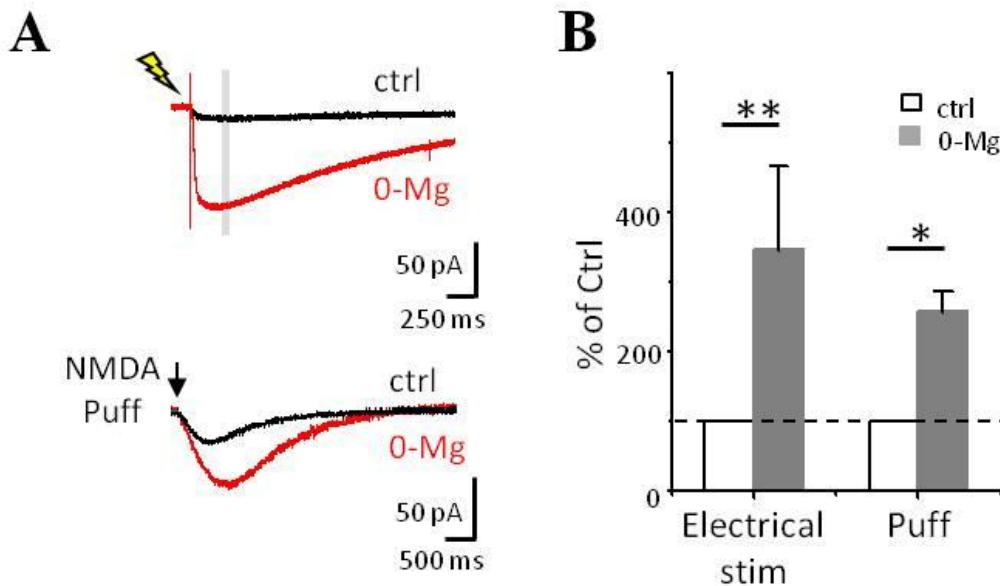 A
ctrl
0-Mg
50 pA
250 ms
NMDA
Puff
ctrl
0-Mg
50 pA
500 ms
B
**
*
ctrl
0-Mg
% of Ctrl
400
200
0
Electrical
stim
Puff